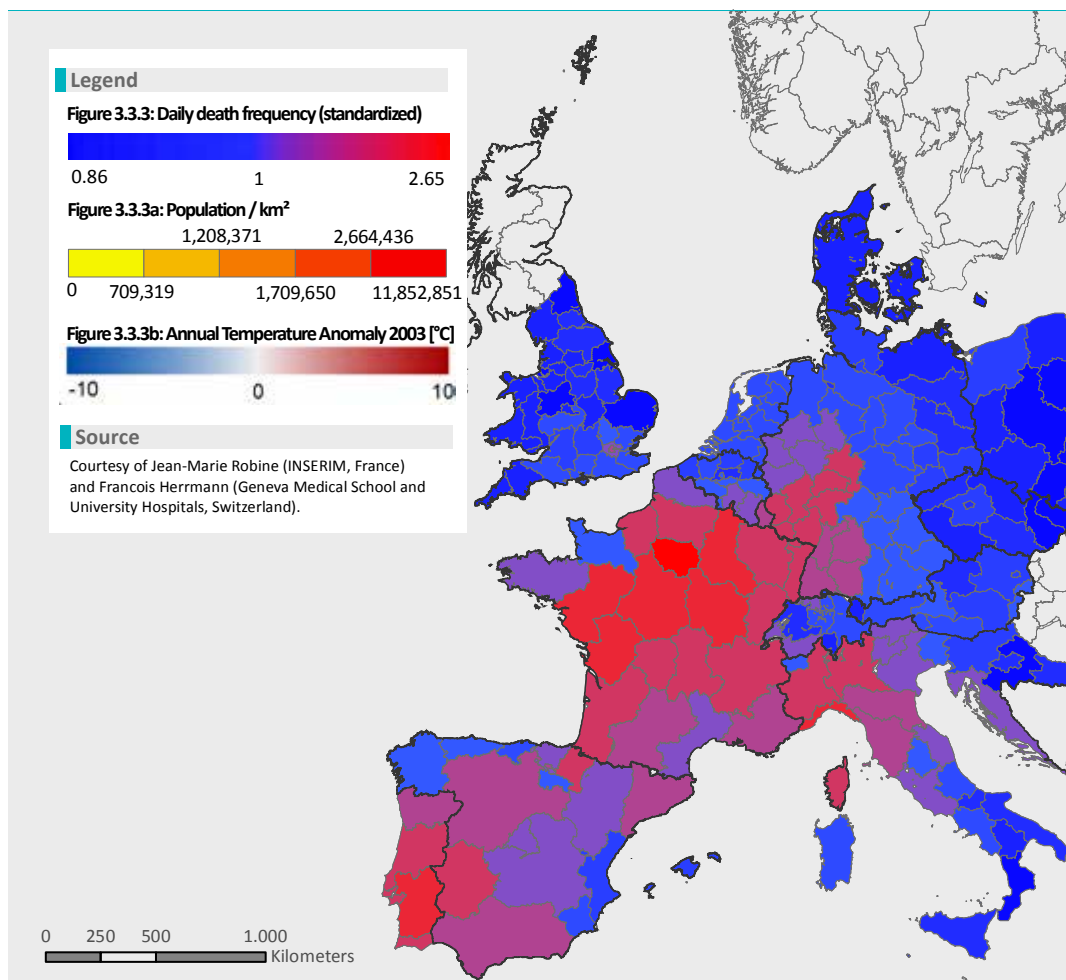 Legend
Figure 3.3.3: Daily death frequency (standardized)
0.86 1 2.65
Figure 3.3.3a: Population / km²
1,208,371 2,664,436
0 709,319 1,709,650 11,852,851
Figure 3.3.3b: Annual Temperature Anomaly 2003 [°C]
-10 0 10
Source
Courtesy of Jean-Marie Robine (INSERIM, France)
and Francois Herrmann (Geneva Medical School and
University Hospitals, Switzerland).
0 250 500 1.000
Kilometers